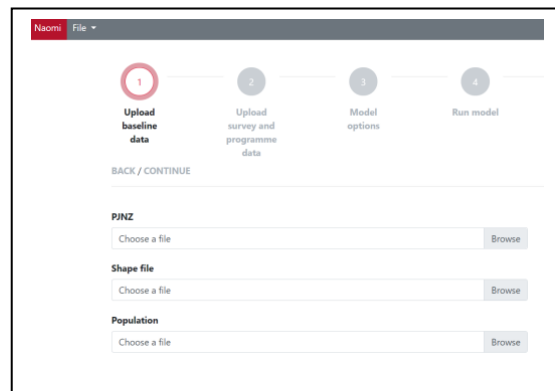 Naomi File
1 2 3 4
Upload Upload Model Run model
baseline survey and options
data programme
data
BACK / CONTINUE
PJNZ
Choose a file Browse
Shape file
Choose a file Browse
Population
Choose a file Browse